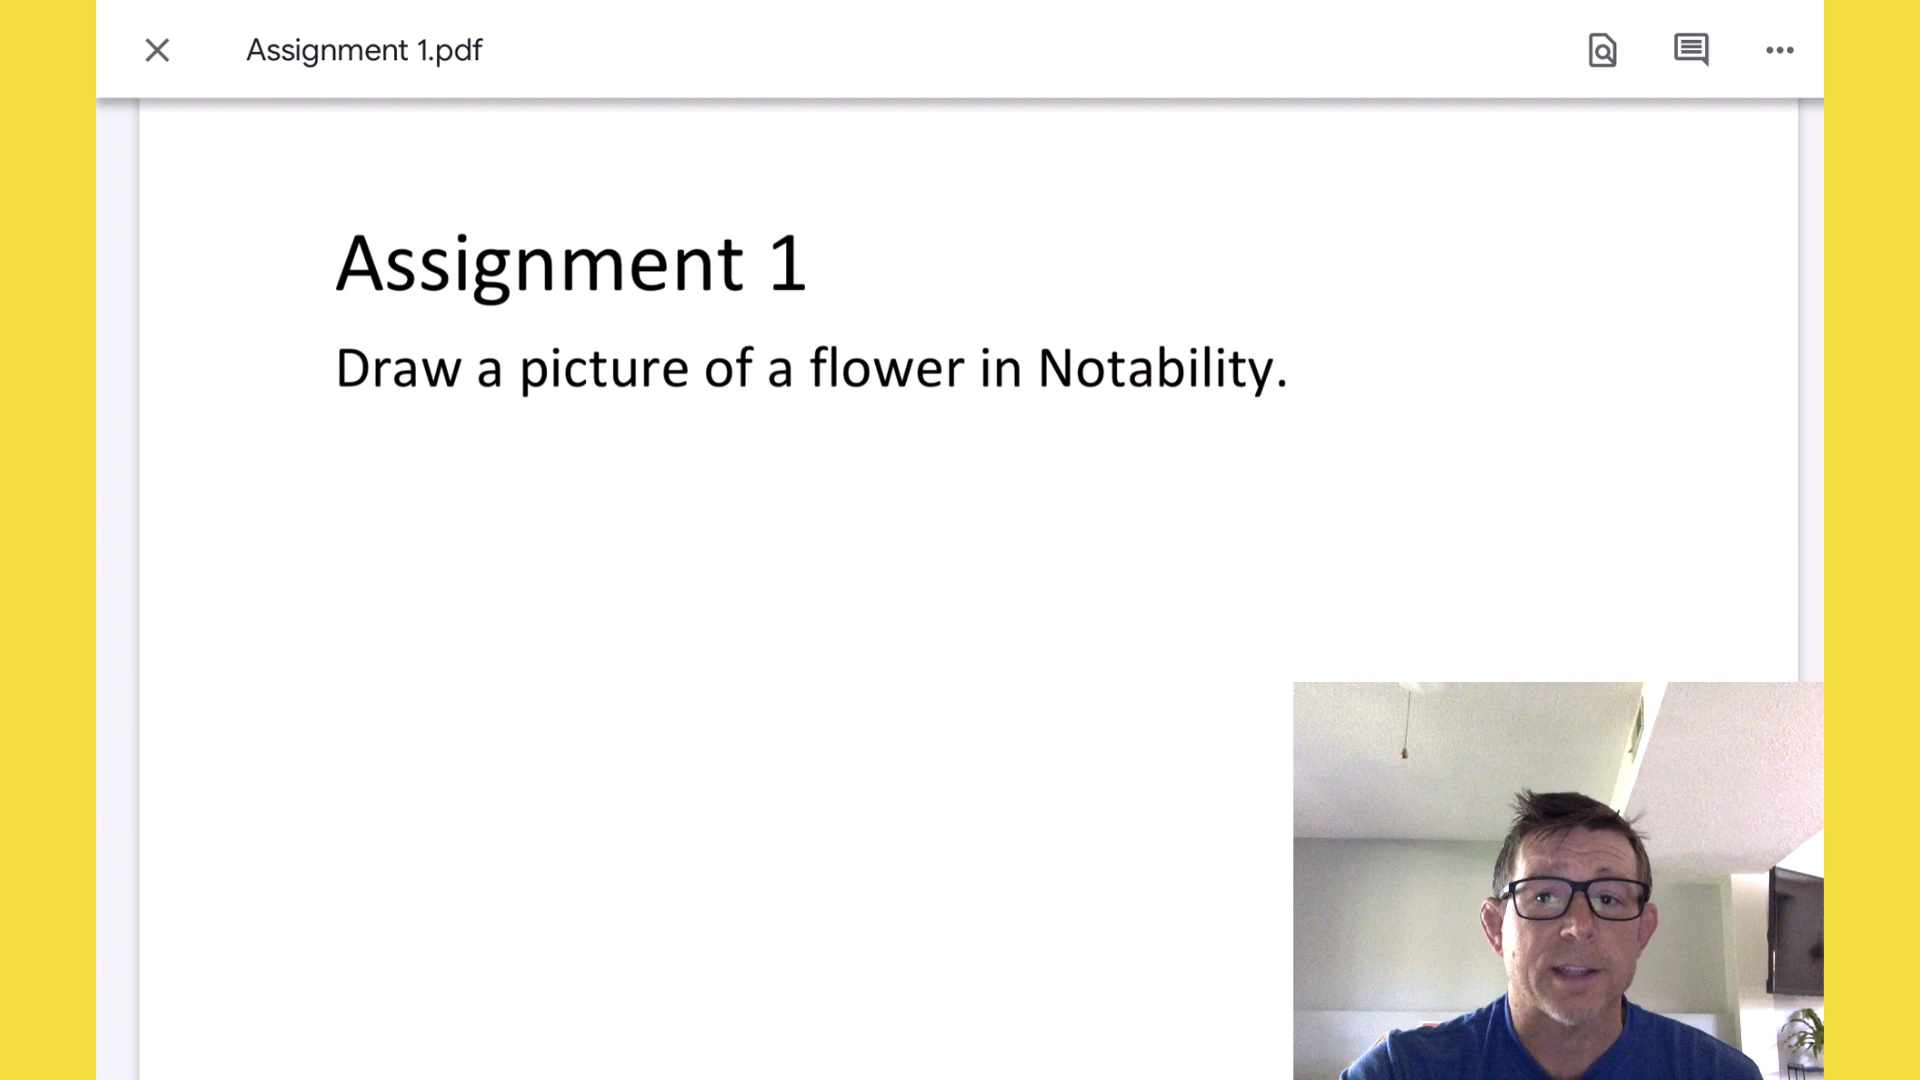 Assignment 1.pdf
Assignment 1
Draw a picture of a flower in Notability.